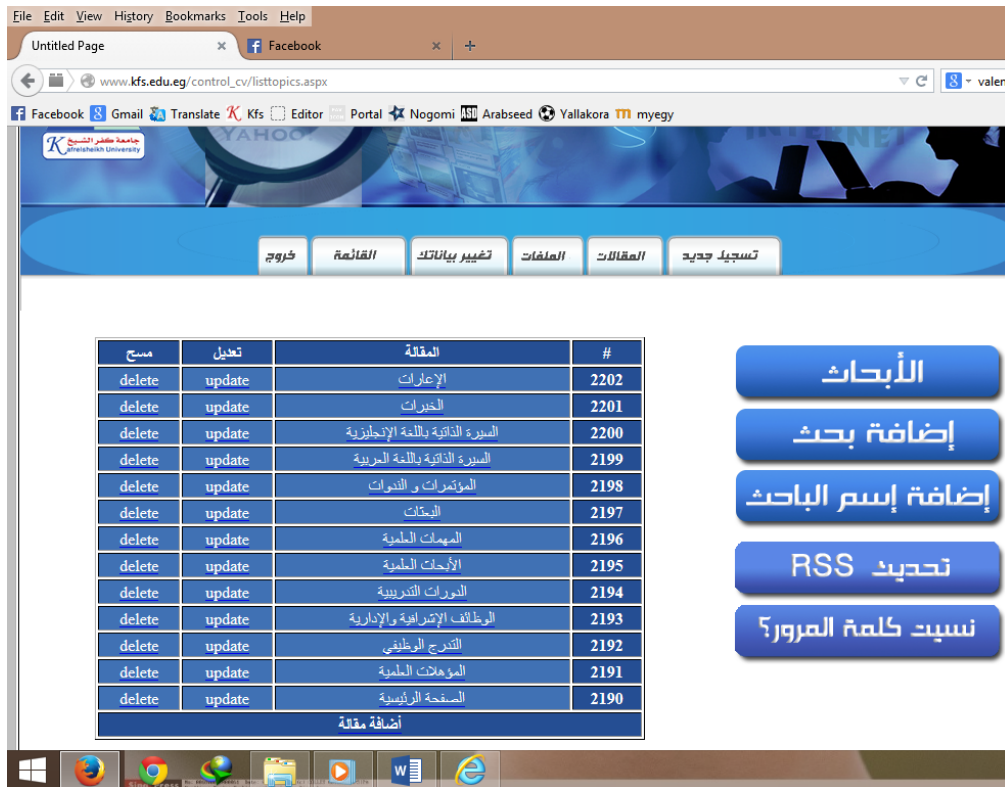 File Edit View History Bookmarks Tools Help
Untitled Page
Facebook
www.kfs.edu.eg/control_cv/listtopics.aspx
valen
Facebook Gmail Translate Kfs Editor Portal Nogomi Arabseed Yallakora myegy
جامعة كفر الشيخ
Kafrelsheikh University
YAHOO
INTERNET
تسجيل جديد المقالات الملفات تغيير بياناتك القائمة خروج
# المقالة تعديل مسح
2202 الإعارات update delete
2201 الخبرات update delete
2200 السيرة الذاتية باللغة الإنجليزية update delete
2199 السيرة الذاتية باللغة العربية update delete
2198 المؤتمرات و الندوات update delete
2197 البعثات update delete
2196 المهمات العلمية update delete
2195 الأبحاث العلمية update delete
2194 الدورات التدريبية update delete
2193 الوظائف الإشرافية والإدارية update delete
2192 التدرج الوظيفي update delete
2191 المؤهلات العلمية update delete
2190 الصفحة الرئيسية update delete
أضافة مقالة
الأبحاث
إضافة بحث
إضافة إسم الباحث
تحديث RSS
نسيت كلمة المرور؟